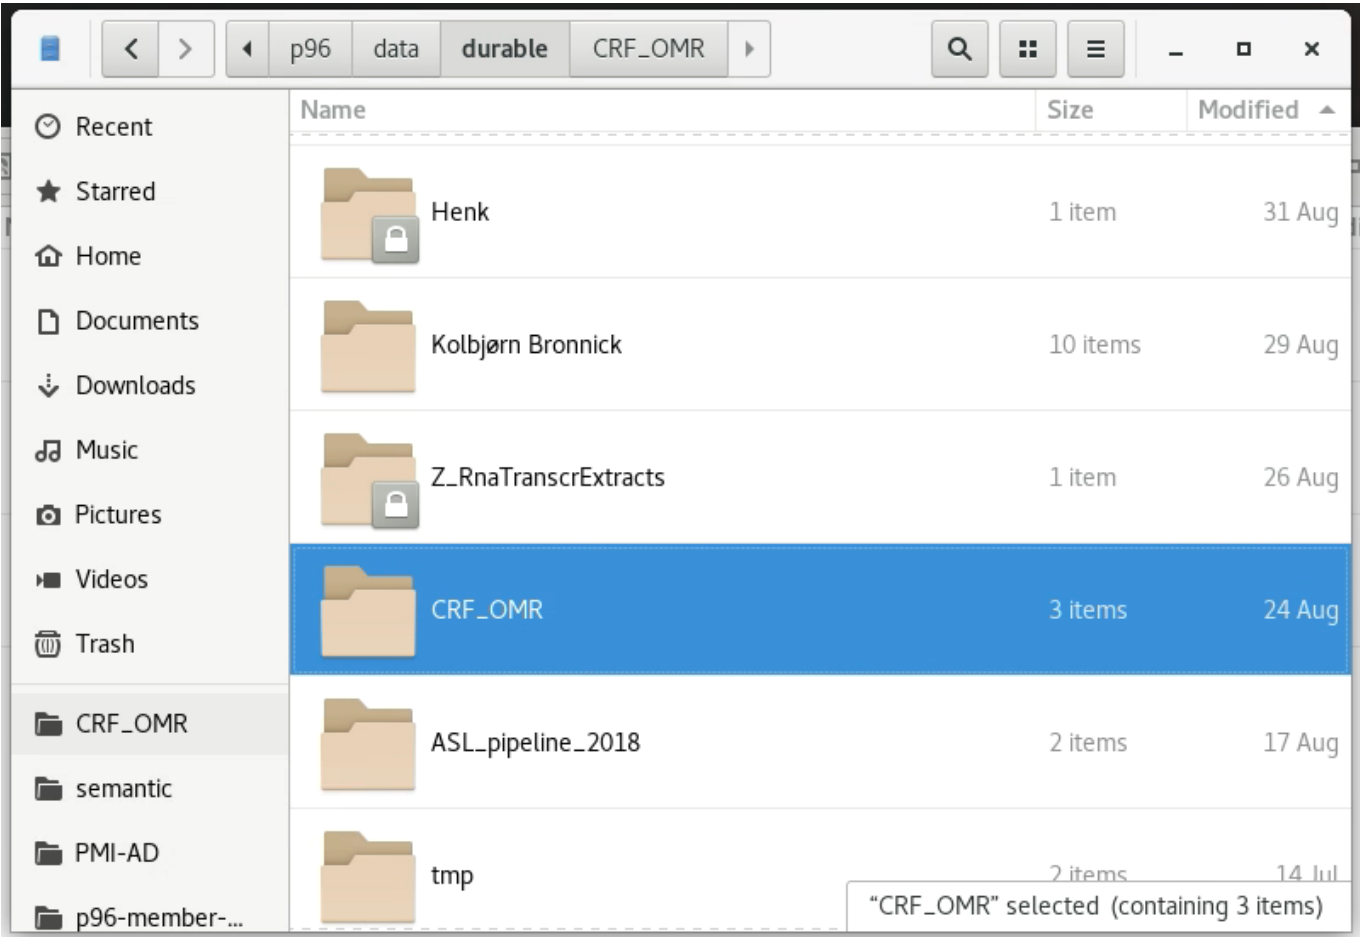 p96 data durable CRF_OMR
Name Size Modified
Recent
Starred
Home
Documents
Downloads
Music
Pictures
Videos
Trash
CRF_OMR
semantic
PMI-AD
p96-member-...
Henk 1 item 31 Aug
Kolbjørn Bronnick 10 items 29 Aug
Z_RnaTranscrExtracts 1 item 26 Aug
CRF_OMR 3 items 24 Aug
ASL_pipeline_2018 2 items 17 Aug
tmp 2 items 14 Jul
“CRF_OMR” selected (containing 3 items)